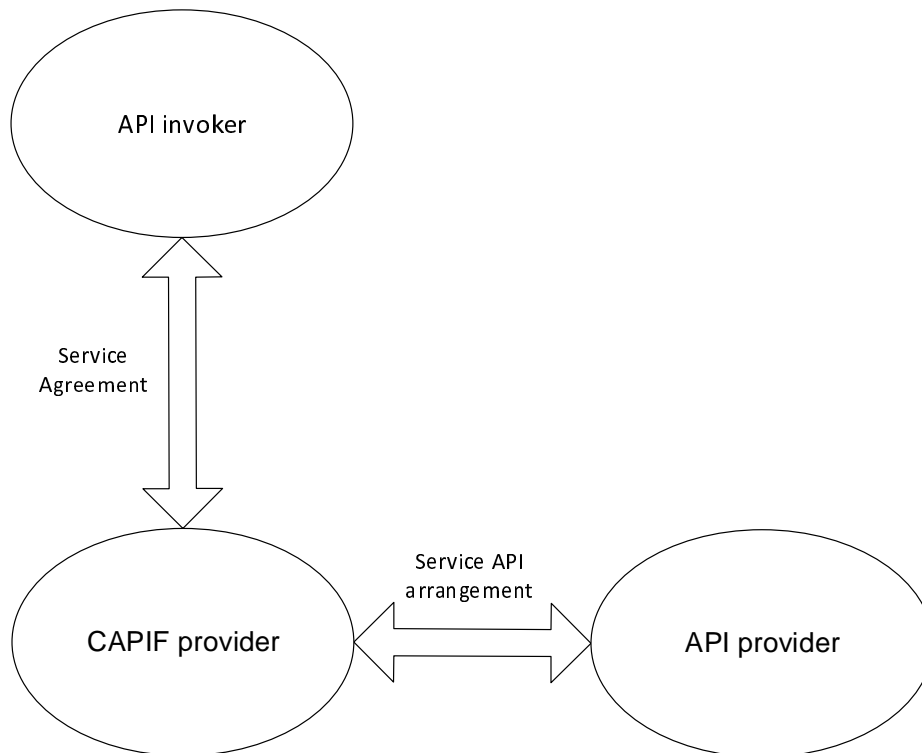 API invoker
Service
Agreement
Service API
arrangement
CAPIF provider
API provider